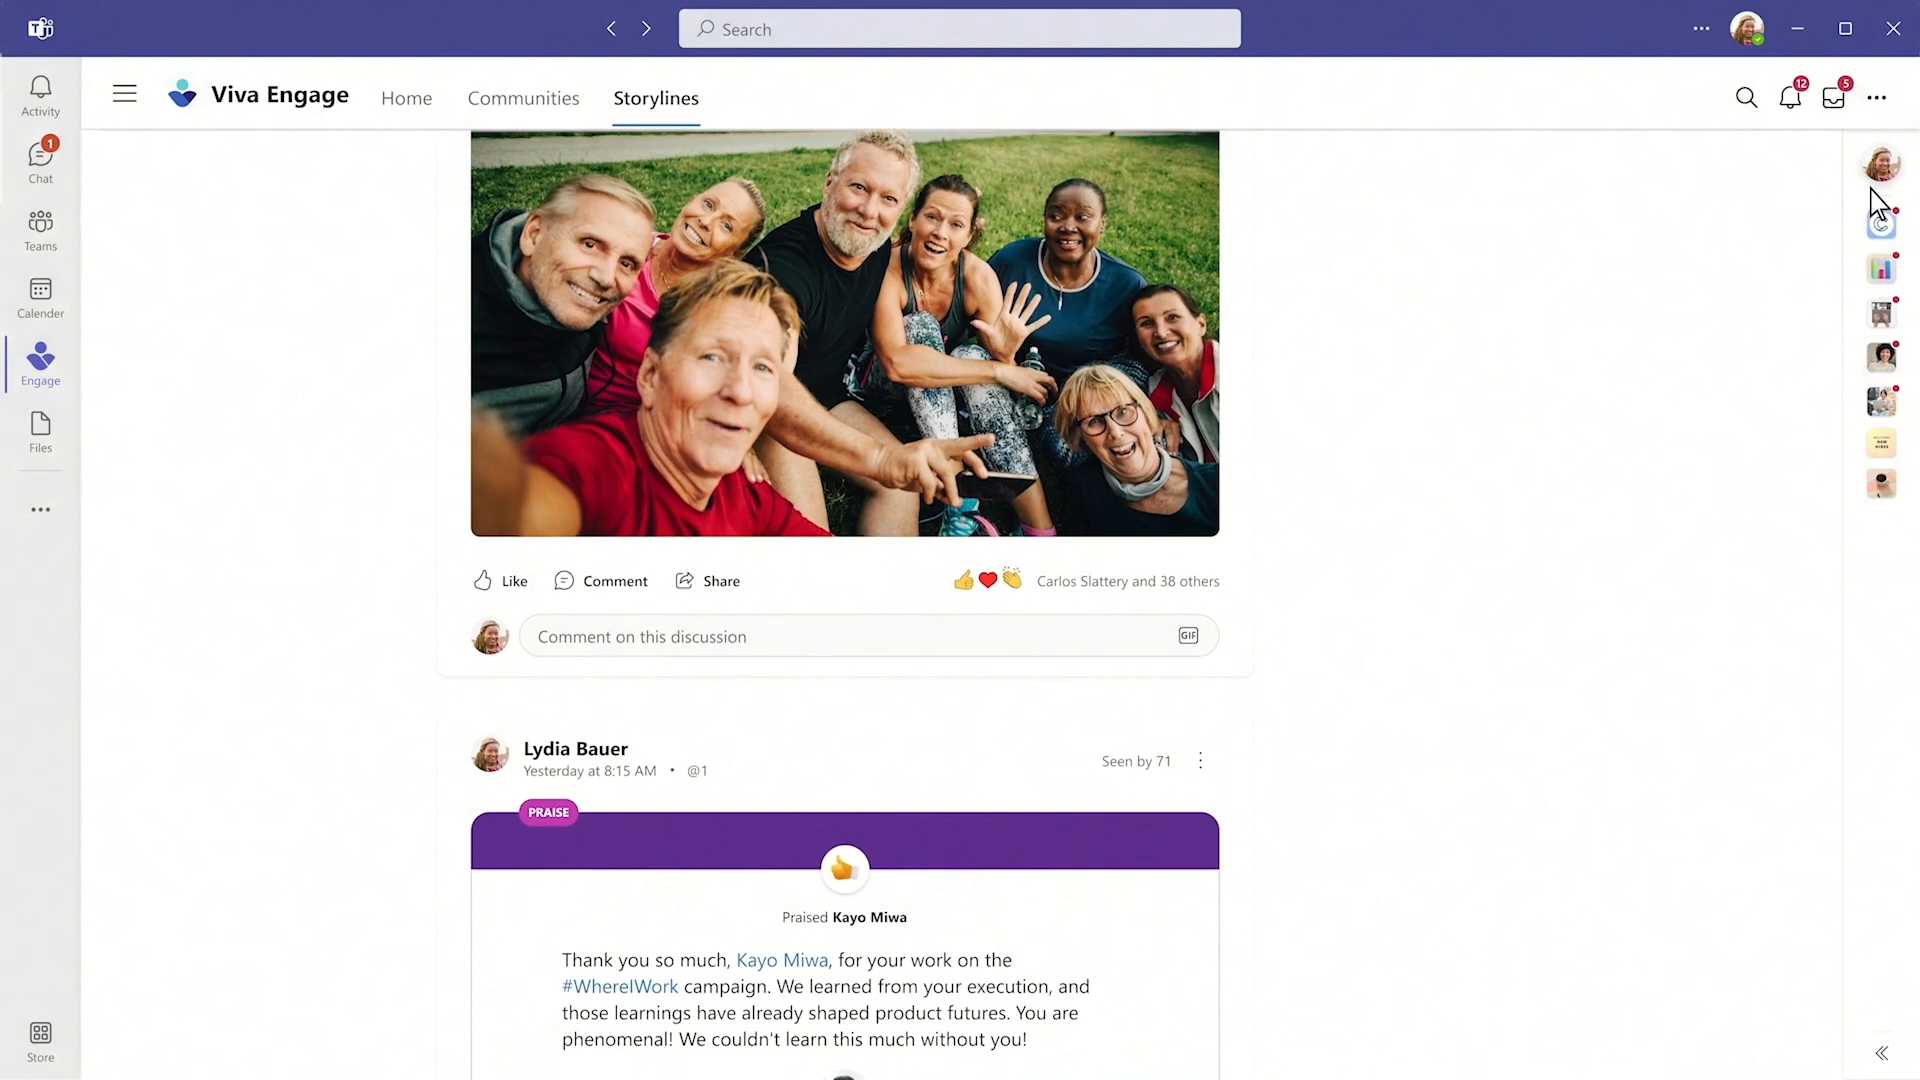 Search
Activity
1
Chat
Teams
Calender
Engage
Files
Store
Viva Engage
Home
Communities
Storylines
12
5
Like
Comment
Share
Carlos Slattery and 38 others
Comment on this discussion
GIF
Lydia Bauer
Yesterday at 8:15 AM • @1
Seen by 71
PRAISE
Praised Kayo Miwa
Thank you so much, Kayo Miwa, for your work on the
#WhereIWork campaign. We learned from your execution, and
those learnings have already shaped product futures. You are
phenomenal! We couldn't learn this much without you!
C
NEW